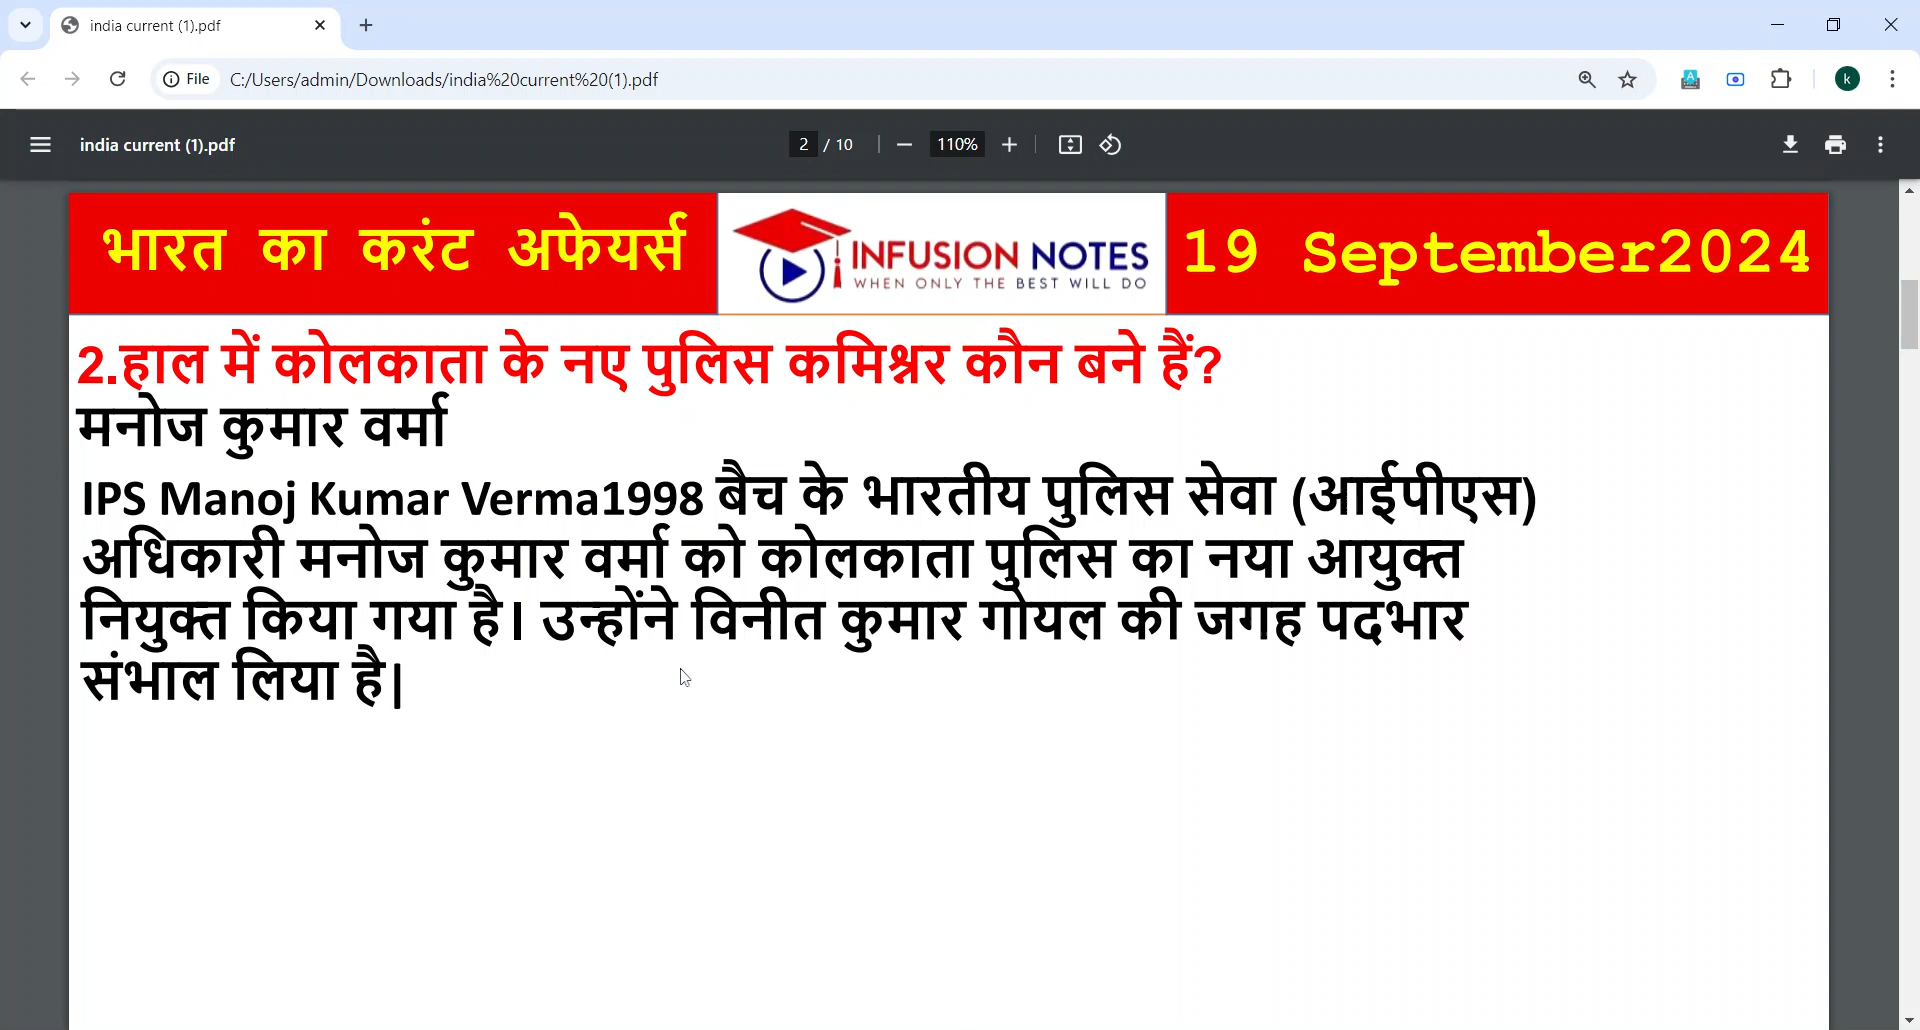 india current (1).pdf
File C:/Users/admin/Downloads/india%20current%20(1).pdf
k
india current (1).pdf 2 / 10 110%
भारत का करंट अफेयर्स INFUSION NOTES 19 September2024
WHEN ONLY THE BEST WILL DO
2.हाल में कोलकाता के नए पुलिस कमिश्नर कौन बने हैं?
मनोज कुमार वर्मा
IPS Manoj Kumar Verma1998 बैच के भारतीय पुलिस सेवा (आईपीएस)
अधिकारी मनोज कुमार वर्मा को कोलकाता पुलिस का नया आयुक्त
नियुक्त किया गया है। उन्होंने विनीत कुमार गोयल की जगह पदभार
संभाल लिया है|